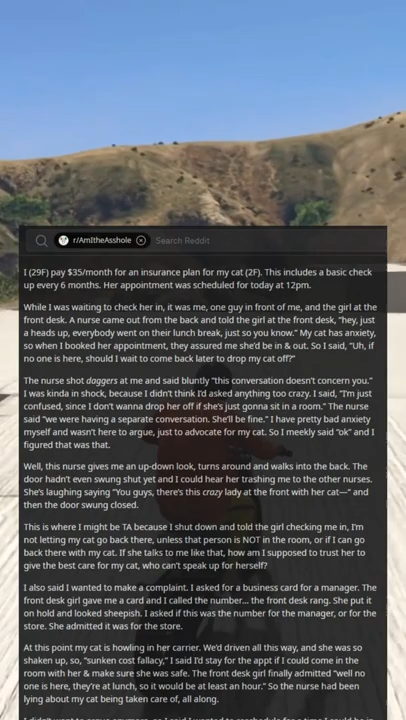 r/AmItheAsshole Search Reddit
I (29F) pay $35/month for an insurance plan for my cat (2F). This includes a basic check
up every 6 months. Her appointment was scheduled for today at 12pm.
While I was waiting to check her in, it was me, one guy in front of me, and the girl at the
front desk. A nurse came out from the back and told the girl at the front desk, “hey, just
a heads up, everybody went on their lunch break, just so you know.” My cat has anxiety,
so when I booked her appointment, they assured me she’d be in & out. So I said, “Uh, if
no one is here, should I wait to come back later to drop my cat off?”
The nurse shot daggers at me and said bluntly “this conversation doesn’t concern you.”
I was kinda in shock, because I didn’t think I’d asked anything too crazy. I said, “I’m just
confused, since I don’t wanna drop her off if she’s just gonna sit in a room.” The nurse
said “we were having a separate conversation. She’ll be fine.” I have pretty bad anxiety
myself and wasn’t here to argue, just to advocate for my cat. So I meekly said “ok” and I
figured that was that.
Well, this nurse gives me an up-down look, turns around and walks into the back. The
door hadn’t even swung shut yet and I could hear her trashing me to the other nurses.
She’s laughing saying “You guys, there’s this crazy lady at the front with her cat—” and
then the door swung closed.
This is where I might be TA because I shut down and told the girl checking me in, I’m
not letting my cat go back there, unless that person is NOT in the room, or if I can go
back there with my cat. If she talks to me like that, how am I supposed to trust her to
give the best care for my cat, who can’t speak up for herself?
I also said I wanted to make a complaint. I asked for a business card for a manager. The
front desk girl gave me a card and I called the number... the front desk rang. She put it
on hold and looked sheepish. I asked if this was the number for the manager, or for the
store. She admitted it was for the store.
At this point my cat is howling in her carrier. We’d driven all this way, and she was so
shaken up, so, “sunken cost fallacy,” I said I’d stay for the appt if I could come in the
room with her & make sure she was safe. The front desk girl finally admitted “well no
one is here, they’re at lunch, so it would be at least an hour.” So the nurse had been
lying about my cat being taken care of, all along.